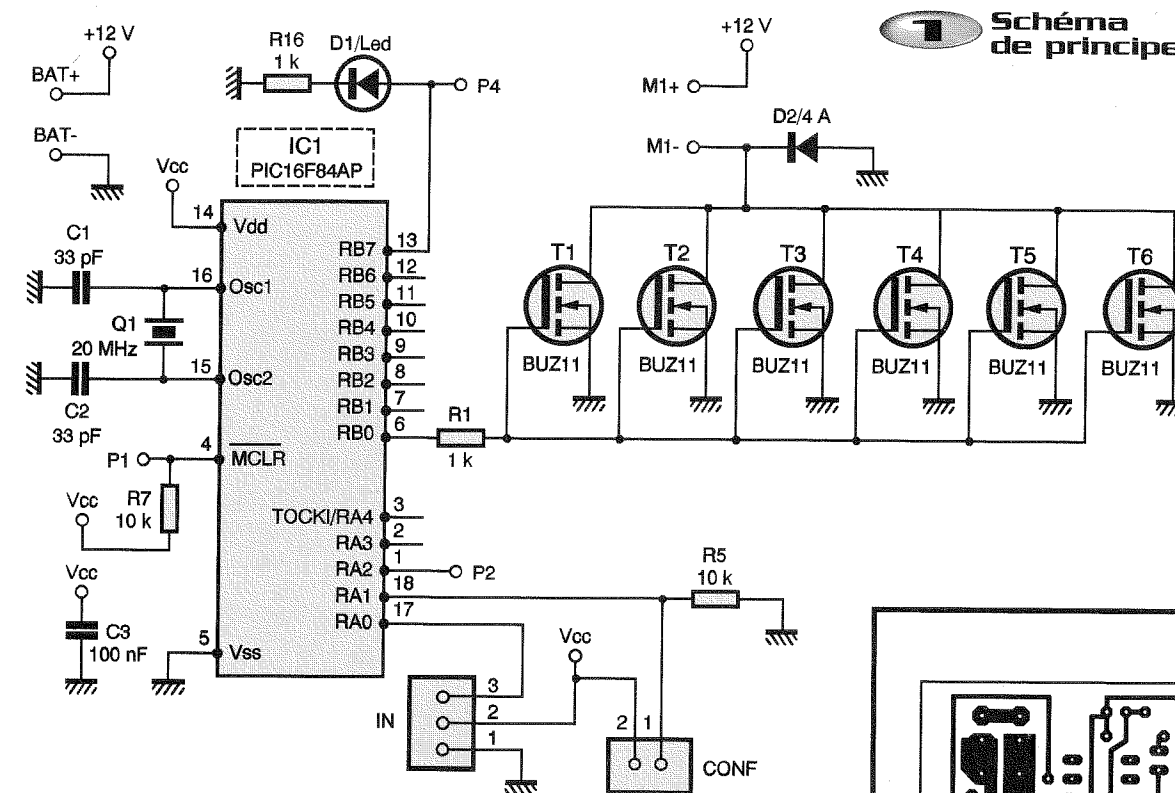 1 Schéma
de principe
+12 V
BAT+
BAT-
R16
1 k
D1/Led
P4
+12 V
M1+
M1-
D2/4 A
IC1
PIC16F84AP
Vcc
14
Vdd
C1
33 pF
16
Osc1
Q1
20 MHz
15
Osc2
C2
33 pF
P1
4
MCLR
R7
10 k
Vcc
Vcc
C3
100 nF
5
Vss
RB7
13
RB6
12
RB5
11
RB4
10
RB3
9
RB2
8
RB1
7
RB0
6
R1
1 k
T1
BUZ11
T2
BUZ11
T3
BUZ11
T4
BUZ11
T5
BUZ11
T6
BUZ11
TOCKI/RA4
3
RA3
2
RA2
1
P2
RA1
18
RA0
17
R5
10 k
Vcc
IN
3
2
1
2 1
CONF